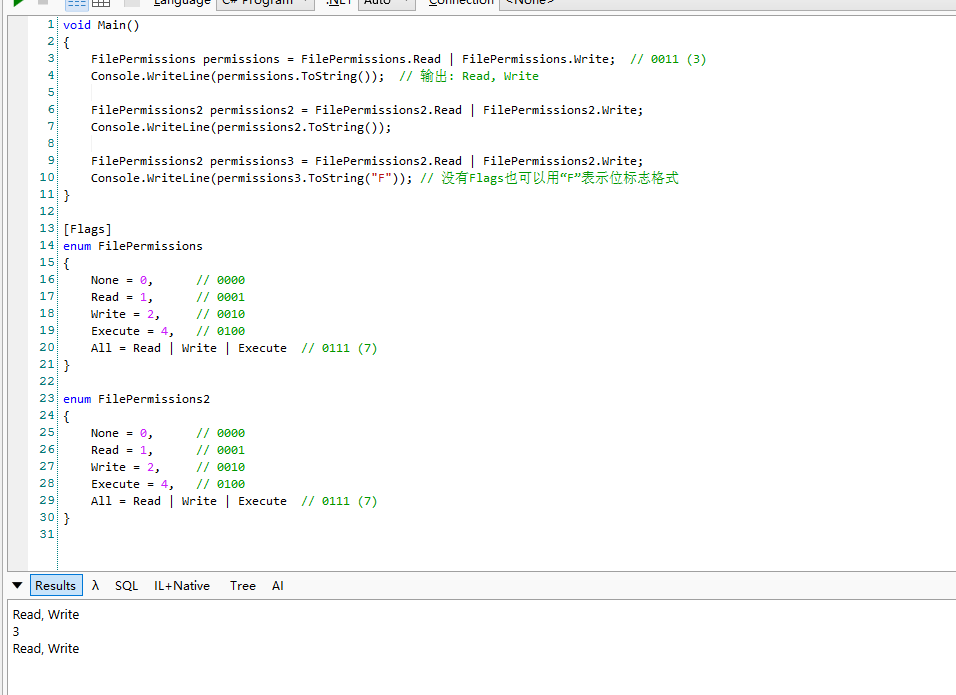 Language C# Program .NET Auto Connection <None>
1 void Main()
2 {
3 FilePermissions permissions = FilePermissions.Read | FilePermissions.Write; // 0011 (3)
4 Console.WriteLine(permissions.ToString()); // 输出: Read, Write
5
6 FilePermissions2 permissions2 = FilePermissions2.Read | FilePermissions2.Write;
7 Console.WriteLine(permissions2.ToString());
8
9 FilePermissions2 permissions3 = FilePermissions2.Read | FilePermissions2.Write;
10 Console.WriteLine(permissions3.ToString("F")); // 没有Flags也可以用“F”表示位标志格式
11 }
12
13 [Flags]
14 enum FilePermissions
15 {
16 None = 0, // 0000
17 Read = 1, // 0001
18 Write = 2, // 0010
19 Execute = 4, // 0100
20 All = Read | Write | Execute // 0111 (7)
21 }
22
23 enum FilePermissions2
24 {
25 None = 0, // 0000
26 Read = 1, // 0001
27 Write = 2, // 0010
28 Execute = 4, // 0100
29 All = Read | Write | Execute // 0111 (7)
30 }
31
Results λ SQL IL+Native Tree AI
Read, Write
3
Read, Write